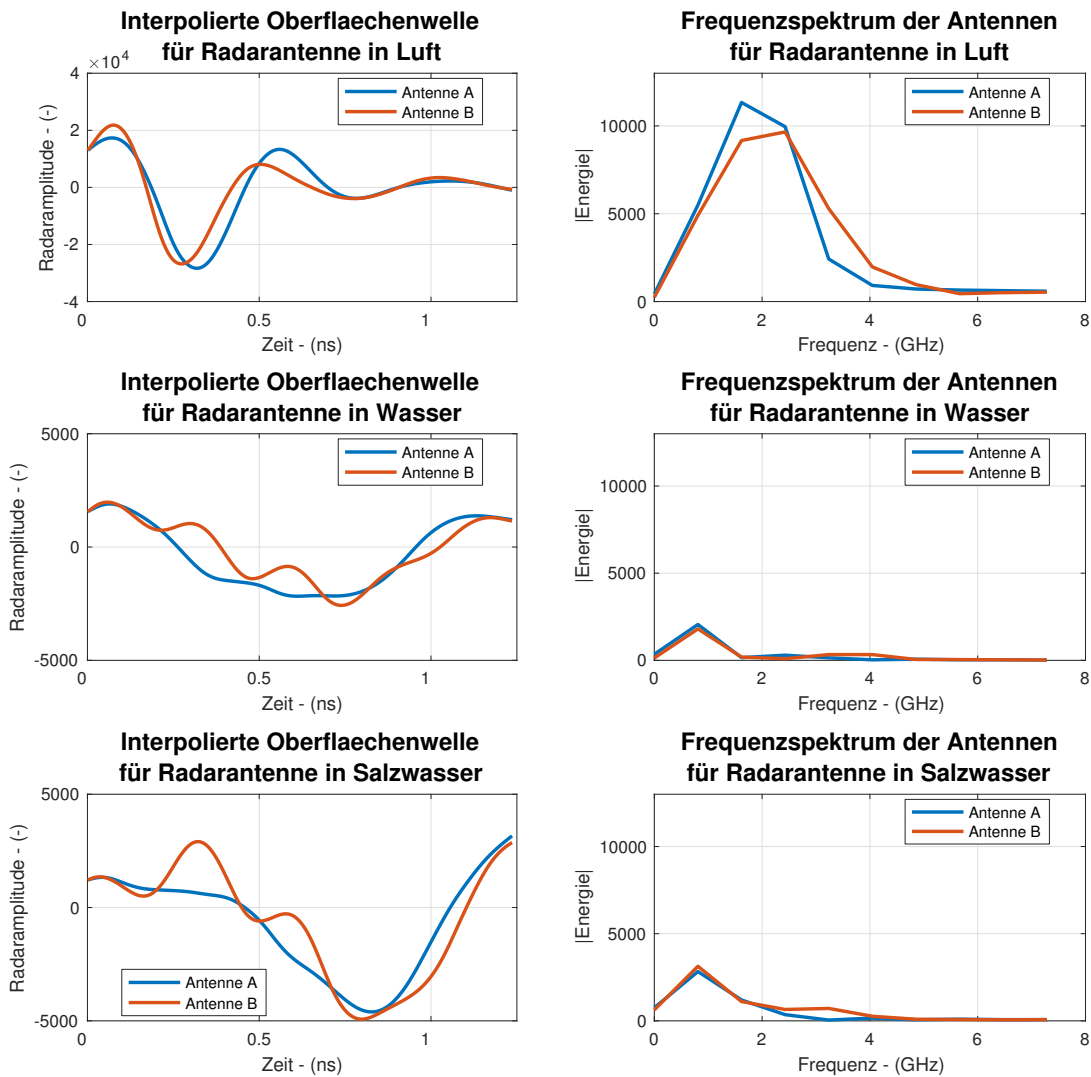 Interpolierte Oberflaechenwelle
für Radarantenne in Luft
×10⁴
4
2
0
-2
-4
Radaramplitude - (-)
0
0.5
1
Zeit - (ns)
Antenne A
Antenne B
Frequenzspektrum der Antennen
für Radarantenne in Luft
10000
5000
0
|Energie|
0
2
4
6
8
Frequenz - (GHz)
Antenne A
Antenne B
Interpolierte Oberflaechenwelle
für Radarantenne in Wasser
5000
0
-5000
Radaramplitude - (-)
0
0.5
1
Zeit - (ns)
Antenne A
Antenne B
Frequenzspektrum der Antennen
für Radarantenne in Wasser
10000
5000
0
|Energie|
0
2
4
6
8
Frequenz - (GHz)
Antenne A
Antenne B
Interpolierte Oberflaechenwelle
für Radarantenne in Salzwasser
5000
0
-5000
Radaramplitude - (-)
0
0.5
1
Zeit - (ns)
Antenne A
Antenne B
Frequenzspektrum der Antennen
für Radarantenne in Salzwasser
10000
5000
0
|Energie|
0
2
4
6
8
Frequenz - (GHz)
Antenne A
Antenne B